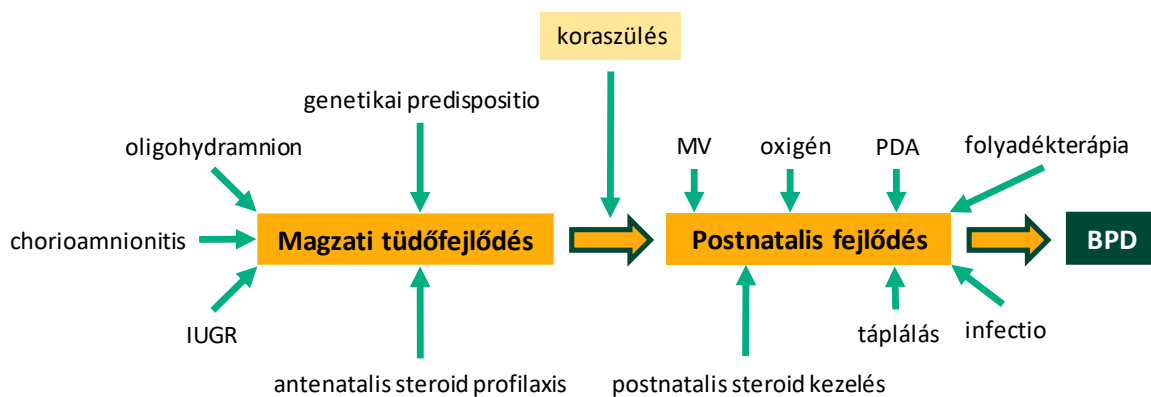 koraszülés
genetikai predispositio
oligohydramnion
MV
oxigén
PDA
folyadékterápia
chorioamnionitis
Magzati tüdőfejlődés
Postnatalis fejlődés
BPD
IUGR
táplálás
infectio
antenatalis steroid profilaxis
postnatalis steroid kezelés